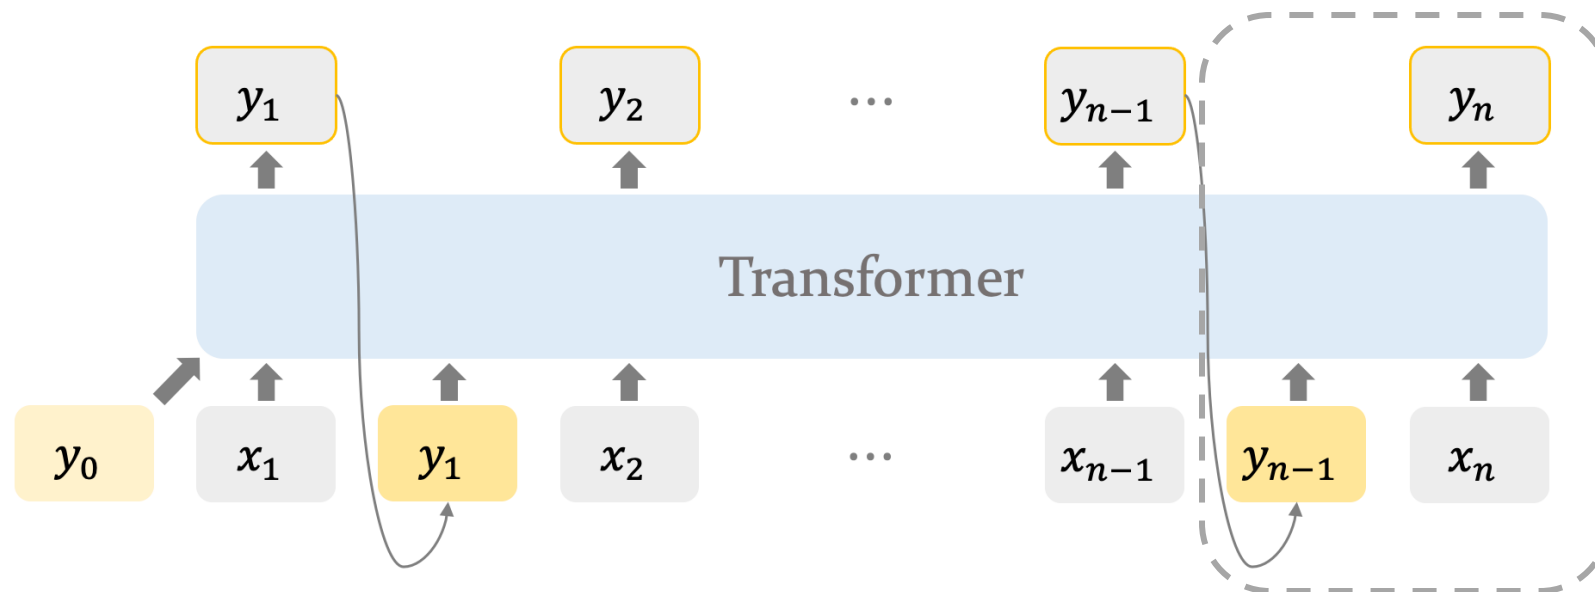 y₁ y₂ ··· yₙ₋₁ yₙ
Transformer
y₀ x₁ y₁ x₂ ··· xₙ₋₁ yₙ₋₁ xₙ